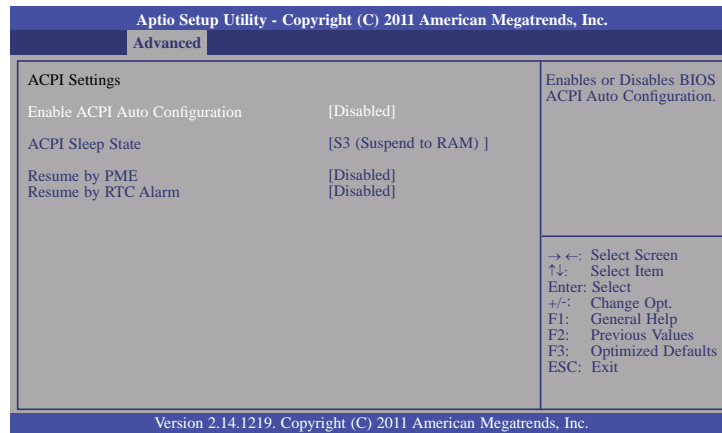 Aptio Setup Utility - Copyright (C) 2011 American Megatrends, Inc.
Advanced
ACPI Settings
Enable ACPI Auto Configuration [Disabled]
ACPI Sleep State [S3 (Suspend to RAM) ]
Resume by PME [Disabled]
Resume by RTC Alarm [Disabled]
Enables or Disables BIOS
ACPI Auto Configuration.
→ ←: Select Screen
↑↓: Select Item
Enter: Select
+/-: Change Opt.
F1: General Help
F2: Previous Values
F3: Optimized Defaults
ESC: Exit
Version 2.14.1219. Copyright (C) 2011 American Megatrends, Inc.